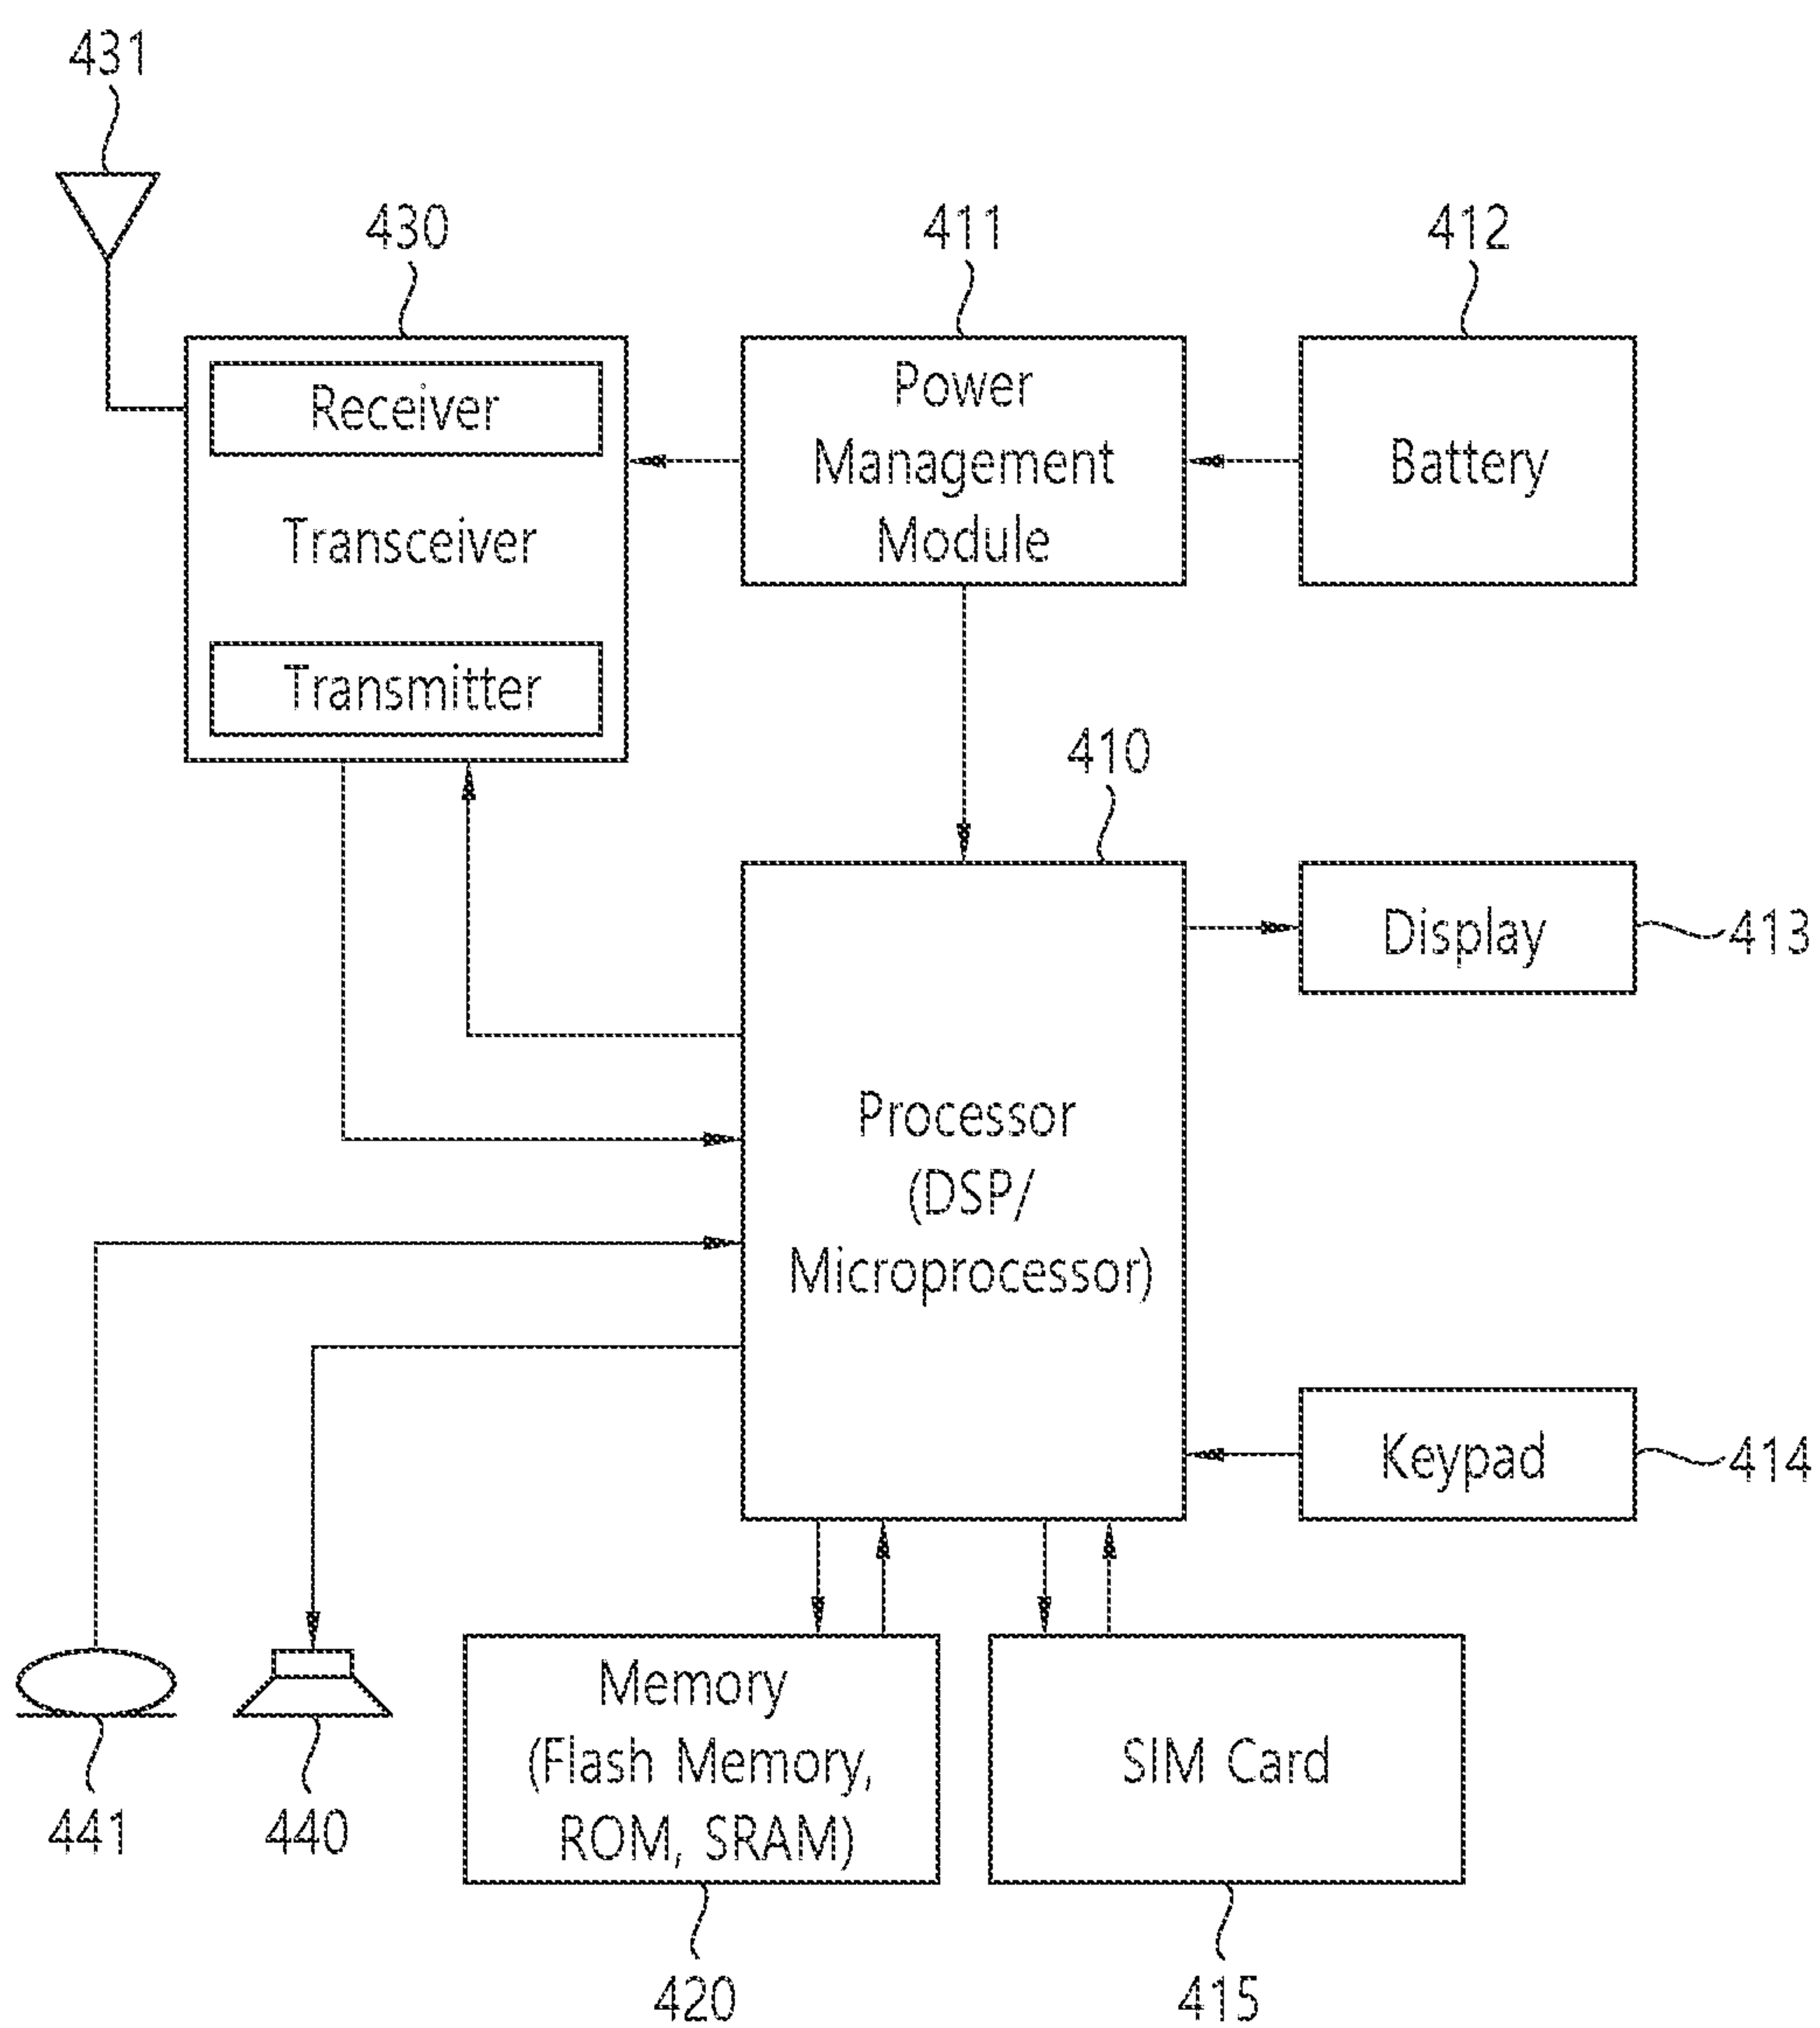 431
430
411
412
Receiver
Transceiver
Transmitter
Power
Management
Module
Battery
410
Processor
(DSP/
Microprocessor)
Display
413
Keypad
414
441
440
Memory
(Flash Memory,
ROM, SRAM)
SIM Card
420
415